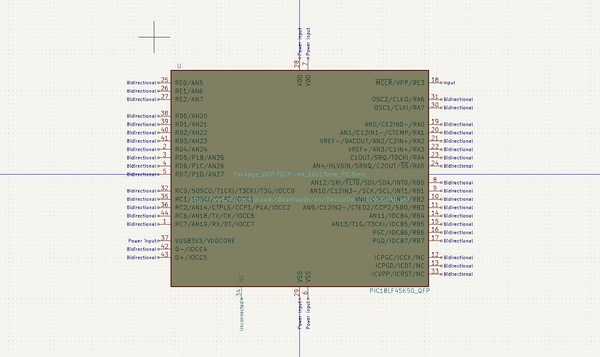 Power Input Power Input
28 7
U
VDD VDD
Bidirectional 25 RE0/AN5 MCLR/VPP/RE3 18 Input
Bidirectional 26 RE1/AN6
Bidirectional 27 RE2/AN7 OSC2/CLKO/RA6 31 Bidirectional
OSC1/CLKI/RA7 30 Bidirectional
Bidirectional 38 RD0/AN20
Bidirectional 39 RD1/AN21 AN0/C12IN0-/RA0 19 Bidirectional
Bidirectional 40 RD2/AN22 AN1/C12IN1-/CTCMP/RA1 20 Bidirectional
Bidirectional 41 RD3/AN23 VREF-/DACOUT/AN2/C2IN+/RA2 21 Bidirectional
Bidirectional 2 RD4/AN24 VREF+/AN3/C1IN+/RA3 22 Bidirectional
Bidirectional 3 RD5/P1B/AN25 C1OUT/SRQ/T0CKI/RA4 23 Bidirectional
Bidirectional 4 RD6/P1C/AN26 AN4/HLVDIN/SRNQ/C2OUT/SS/RA5 24 Bidirectional
Bidirectional 5 RD7/P1D/AN27
Package_QFP:TQFP-44_10x10mm_P0.8mm
AN12/SRI/FLT0/SDI/SDA/INT0/RB0 8 Bidirectional
Bidirectional 32 RC0/SOSCO/T1CKI/T3CKI/T3G/IOCC0 AN10/C12IN3-/SCK/SCL/INT1/RB1 9 Bidirectional
Bidirectional 35 10 Bidirectional
Bidirectional 36 RC2/AN14/CTPLS/CCP1/P1A/IOCC2 AN9/C12IN2-/CTED2/CCP2/SDO/RB3 11 Bidirectional
Bidirectional 44 RC6/AN18/TX/CK/IOCC6 AN11/IOCB4/RB4 14 Bidirectional
Bidirectional 1 RC7/AN19/RX/DT/IOCC7 AN13/T1G/T3CKI/IOCB5/RB5 15 Bidirectional
PGC/IOCB6/RB6 16 Bidirectional
Power Input 37 VUSB3V3/VDDCORE PGD/IOCB7/RB7 17 Bidirectional
Bidirectional 42 D-/IOCC4
Bidirectional 43 D+/IOCC5 ICPGC/ICCK/NC 12 Bidirectional
ICPGD/ICDT/NC 13 Bidirectional
ICVPP/ICRST/NC 33 Bidirectional
NC VSS VSS
PIC18LF45K50_QFP
34 29 6
Unconnected Power Input Power Input